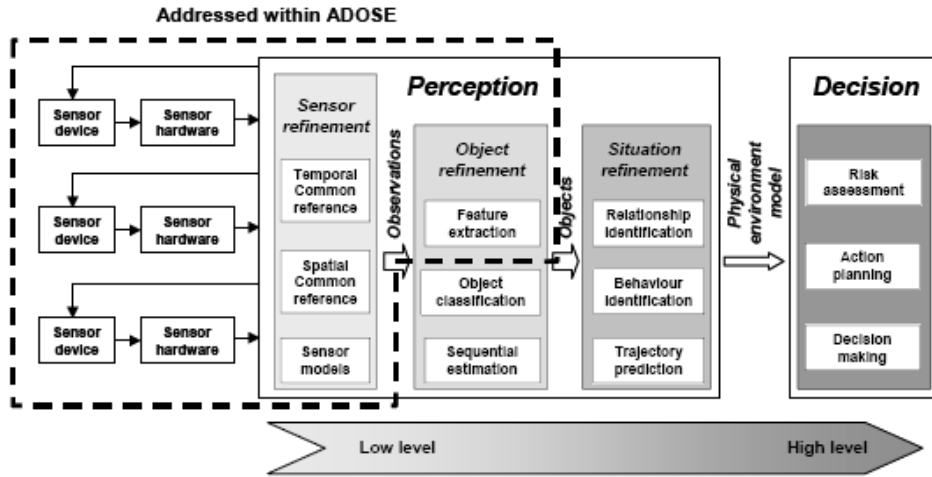 Addressed within ADOSE
Perception
Decision
Sensor
device
Sensor
hardware
Sensor
device
Sensor
hardware
Sensor
device
Sensor
hardware
Sensor
refinement
Temporal
Common
reference
Spatial
Common
reference
Sensor
models
Observations
Object
refinement
Feature
extraction
Object
classification
Sequential
estimation
Objects
Situation
refinement
Relationship
identification
Behaviour
identification
Trajectory
prediction
Physical
environment
model
Risk
assessment
Action
planning
Decision
making
Low level
High level